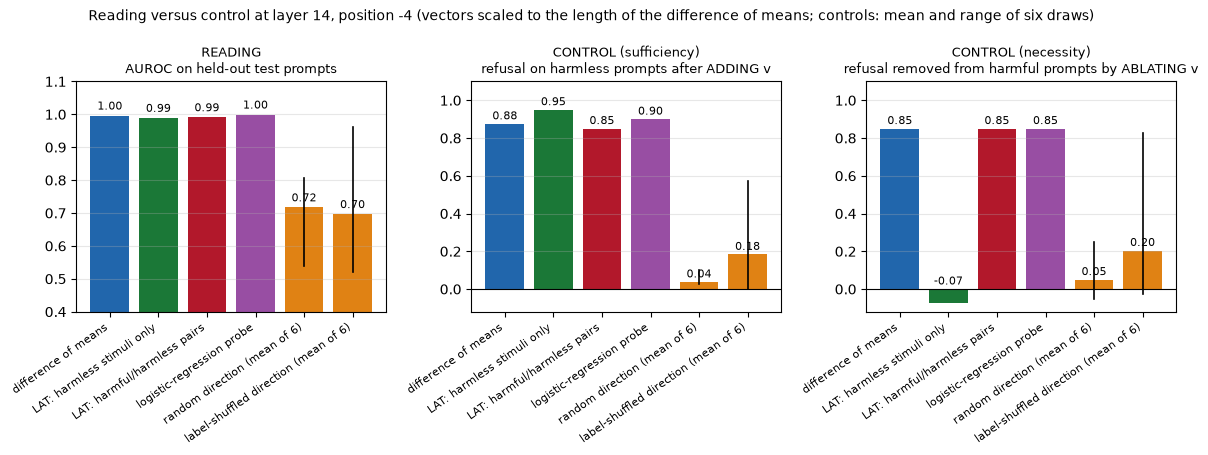 Reading versus control at layer 14, position -4 (vectors scaled to the length of the difference of means; controls: mean and range of six draws)
READING
AUROC on held-out test prompts
1.1
1.0
0.9
0.8
0.7
0.6
0.5
0.4
1.00
0.99
0.99
1.00
0.72
0.70
difference of means
LAT: harmless stimuli only
LAT: harmful/harmless pairs
logistic-regression probe
random direction (mean of 6)
label-shuffled direction (mean of 6)
CONTROL (sufficiency)
refusal on harmless prompts after ADDING v
1.0
0.8
0.6
0.4
0.2
0.0
0.88
0.95
0.85
0.90
0.04
0.18
difference of means
LAT: harmless stimuli only
LAT: harmful/harmless pairs
logistic-regression probe
random direction (mean of 6)
label-shuffled direction (mean of 6)
CONTROL (necessity)
refusal removed from harmful prompts by ABLATING v
1.0
0.8
0.6
0.4
0.2
0.0
0.85
-0.07
0.85
0.85
0.05
0.20
difference of means
LAT: harmless stimuli only
LAT: harmful/harmless pairs
logistic-regression probe
random direction (mean of 6)
label-shuffled direction (mean of 6)